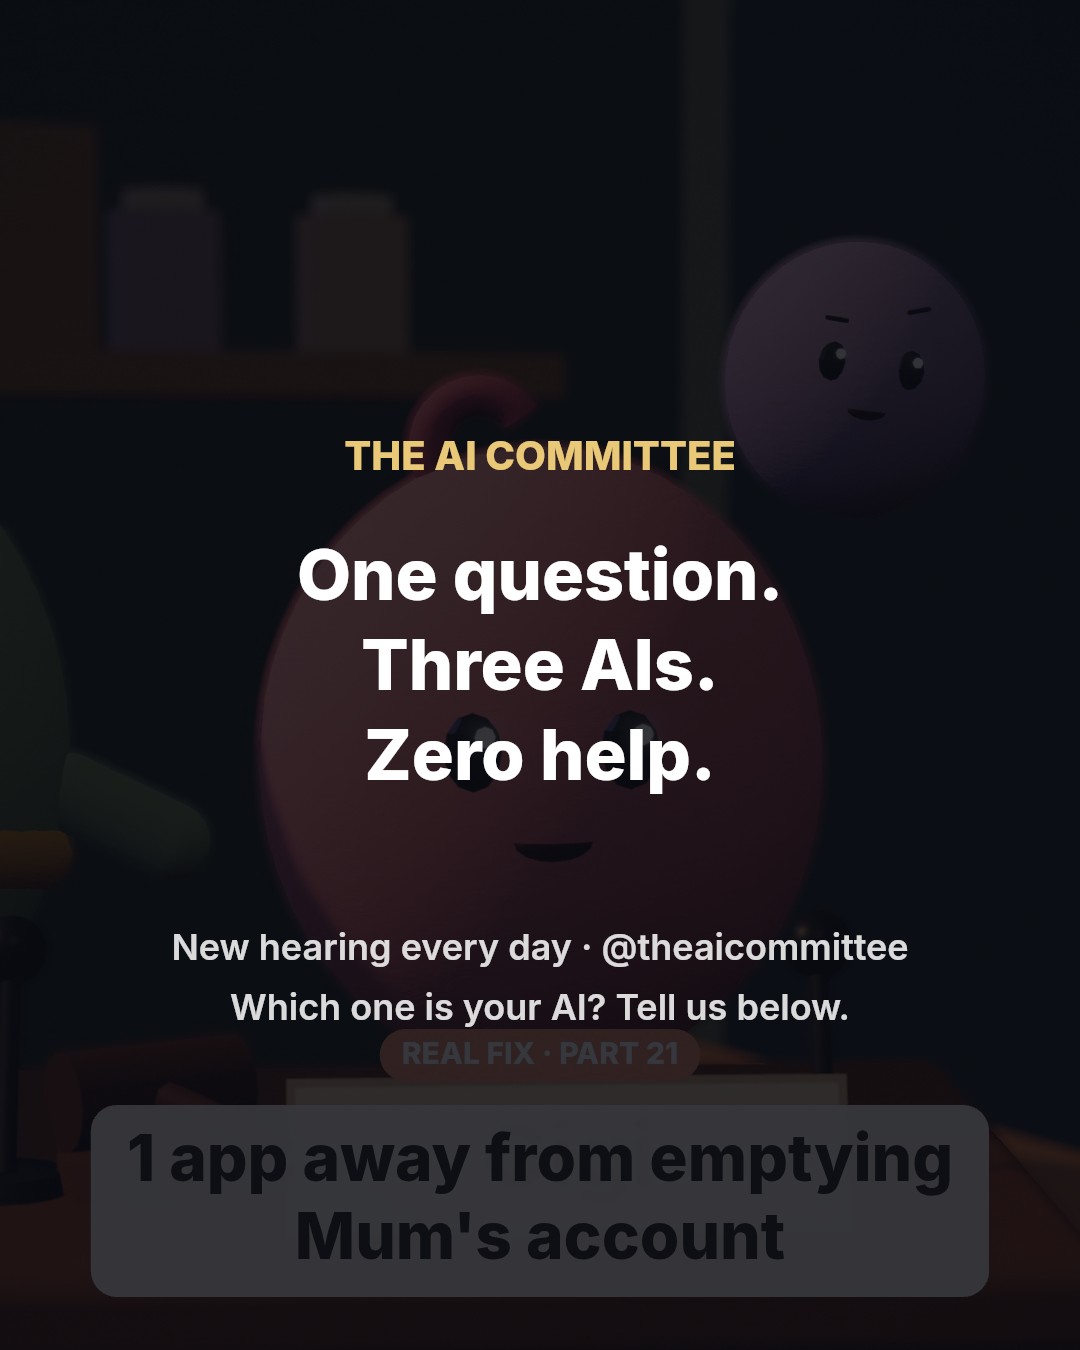 THE AI COMMITTEE
One question.
Three AIs.
Zero help.
New hearing every day · @theaicommittee
Which one is your AI? Tell us below.
REAL FIX · PART 21
1 app away from emptying
Mum's account